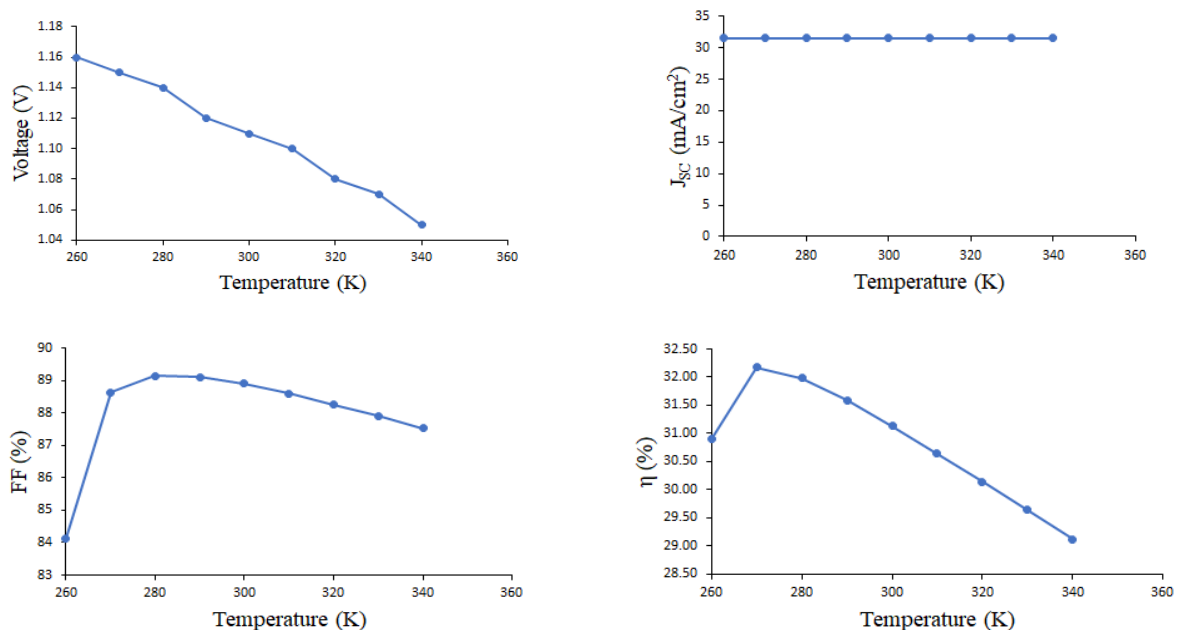 1.18
1.16
1.14
1.12
1.10
1.08
1.06
1.04
260 280 300 320 340 360
Voltage (V)
Temperature (K)
35
30
25
20
15
10
5
0
260 280 300 320 340 360
J_SC (mA/cm²)
Temperature (K)
90
89
88
87
86
85
84
83
260 280 300 320 340 360
FF (%)
Temperature (K)
32.50
32.00
31.50
31.00
30.50
30.00
29.50
29.00
28.50
260 280 300 320 340 360
η (%)
Temperature (K)